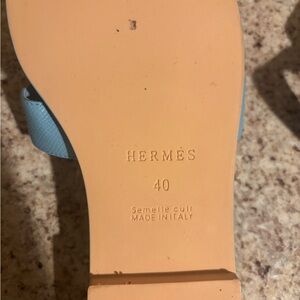 HERMÈS
40
Semelle cuir
MADE IN ITALY